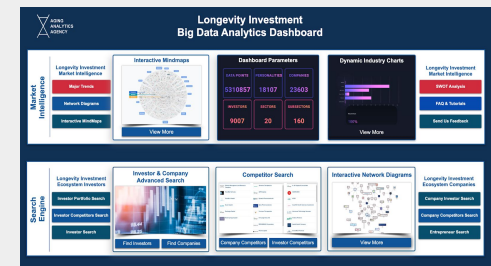 AGING
ANALYTICS
AGENCY
Longevity Investment
Big Data Analytics Dashboard
Market
Intelligence
Longevity Investment
Market Intelligence
Major Trends
Network Diagrams
Interactive MindMaps
Interactive Mindmaps
View More
Dashboard Parameters
DATA POINTS PERSONALITIES COMPANIES
5310857 18107 23603
INVESTORS SECTORS SUBSECTORS
9007 20 160
Dynamic Industry Charts
View More
Longevity Investment
Market Intelligence
SWOT Analysis
FAQ & Tutorials
Send Us Feedback
Search
Engine
Longevity Investment
Ecosystem Investors
Investor Portfolio Search
Investor Competitors Search
Investor Search
Investor & Company
Advanced Search
Find Investors Find Companies
Competitor Search
Company Competitors Investor Competitors
Interactive Network Diagrams
View More
Longevity Investment
Ecosystem Companies
Company Investor Search
Company Competitors Search
Entrepreneur Search